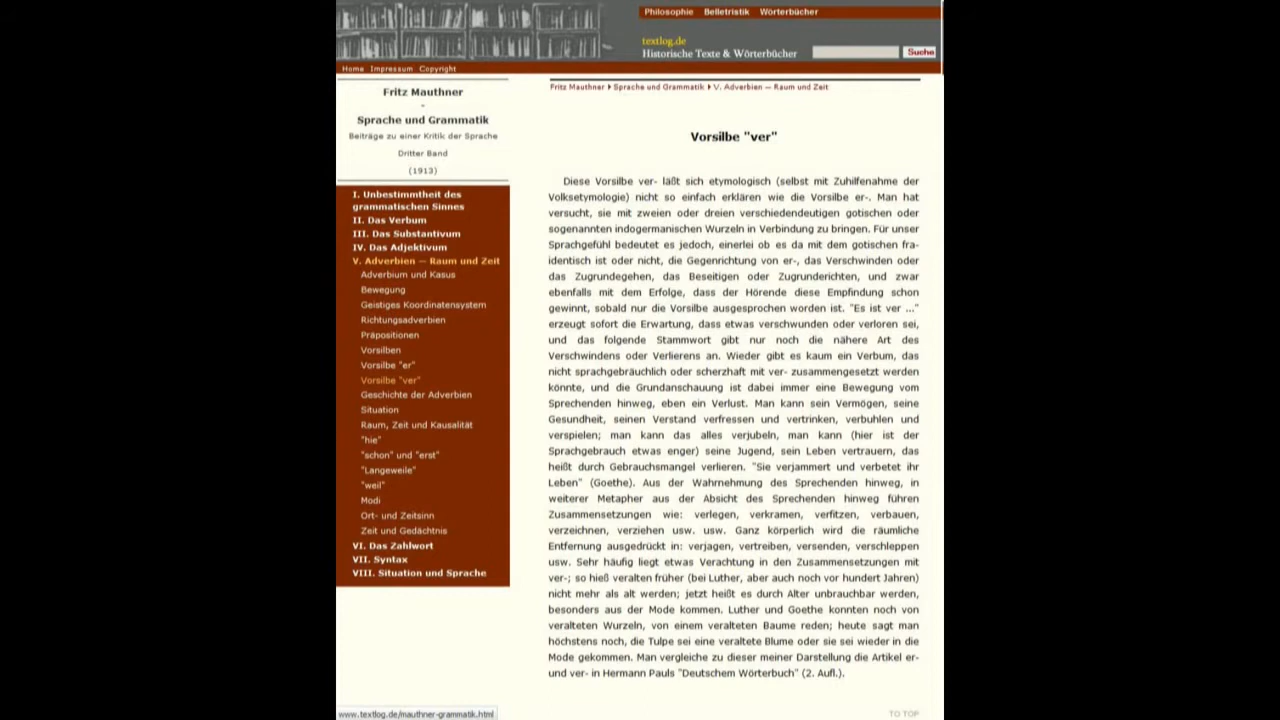 Philosophie Belletristik Wörterbücher
textlog.de
Historische Texte & Wörterbücher
Suche
Home Impressum Copyright
Fritz Mauthner
-
Sprache und Grammatik
Beiträge zu einer Kritik der Sprache
Dritter Band
(1913)
I. Unbestimmtheit des
grammatischen Sinnes
II. Das Verbum
III. Das Substantivum
IV. Das Adjektivum
V. Adverbien — Raum und Zeit
Adverbium und Kasus
Bewegung
Geistiges Koordinatensystem
Richtungsadverbien
Präpositionen
Vorsilben
Vorsilbe "er"
Vorsilbe "ver"
Geschichte der Adverbien
Situation
Raum, Zeit und Kausalität
"hie"
"schon" und "erst"
"Langeweile"
"weil"
Modi
Ort- und Zeitsinn
Zeit und Gedächtnis
VI. Das Zahlwort
VII. Syntax
VIII. Situation und Sprache
Fritz Mauthner Sprache und Grammatik V. Adverbien — Raum und Zeit
Vorsilbe "ver"
Diese Vorsilbe ver- läßt sich etymologisch (selbst mit Zuhilfenahme der
Volksetymologie) nicht so einfach erklären wie die Vorsilbe er-. Man hat
versucht, sie mit zweien oder dreien verschiedendeutigen gotischen oder
sogenannten indogermanischen Wurzeln in Verbindung zu bringen. Für unser
Sprachgefühl bedeutet es jedoch, einerlei ob es da mit dem gotischen fra-
identisch ist oder nicht, die Gegenrichtung von er-, das Verschwinden oder
das Zugrundegehen, das Beseitigen oder Zugrunderichten, und zwar
ebenfalls mit dem Erfolge, dass der Hörende diese Empfindung schon
gewinnt, sobald nur die Vorsilbe ausgesprochen worden ist. "Es ist ver ..."
erzeugt sofort die Erwartung, dass etwas verschwunden oder verloren sei,
und das folgende Stammwort gibt nur noch die nähere Art des
Verschwindens oder Verlierens an. Wieder gibt es kaum ein Verbum, das
nicht sprachgebräuchlich oder scherzhaft mit ver- zusammengesetzt werden
könnte, und die Grundanschauung ist dabei immer eine Bewegung vom
Sprechenden hinweg, eben ein Verlust. Man kann sein Vermögen, seine
Gesundheit, seinen Verstand verfressen und vertrinken, verbuhlen und
verspielen; man kann das alles verjubeln, man kann (hier ist der
Sprachgebrauch etwas enger) seine Jugend, sein Leben vertrauern, das
heißt durch Gebrauchsmangel verlieren. "Sie verjammert und verbetet ihr
Leben" (Goethe). Aus der Wahrnehmung des Sprechenden hinweg, in
weiterer Metapher aus der Absicht des Sprechenden hinweg führen
Zusammensetzungen wie: verlegen, verkramen, verfitzen, verbauen,
verzeichnen, verziehen usw. usw. Ganz körperlich wird die räumliche
Entfernung ausgedrückt in: verjagen, vertreiben, versenden, verschleppen
usw. Sehr häufig liegt etwas Verachtung in den Zusammensetzungen mit
ver-; so hieß veralten früher (bei Luther, aber auch noch vor hundert Jahren)
nicht mehr als alt werden; jetzt heißt es durch Alter unbrauchbar werden,
besonders aus der Mode kommen. Luther und Goethe konnten noch von
veralteten Wurzeln, von einem veralteten Baume reden; heute sagt man
höchstens noch, die Tulpe sei eine veraltete Blume oder sie sei wieder in die
Mode gekommen. Man vergleiche zu dieser meiner Darstellung die Artikel er-
und ver- in Hermann Pauls "Deutschem Wörterbuch" (2. Aufl.).
www.textlog.de/mauthner-grammatik.html
TO TOP